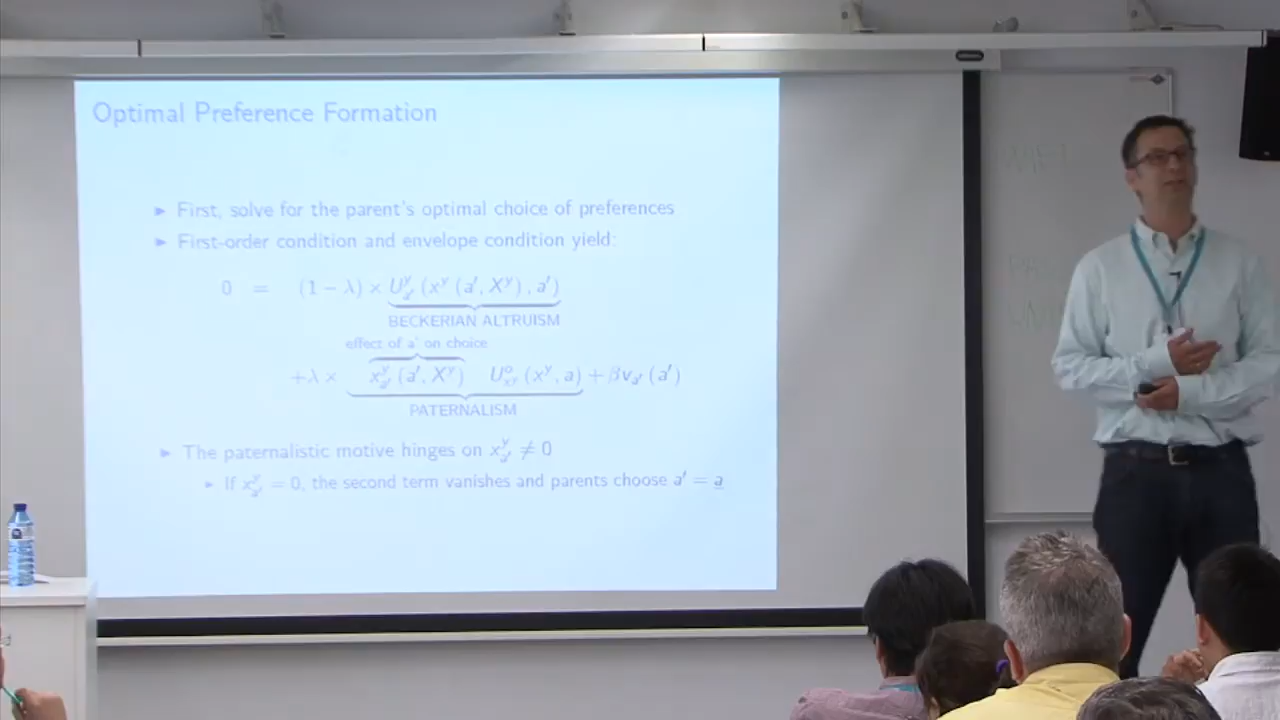 Optimal Preference Formation
▶ First, solve for the parent's optimal choice of preferences
▶ First-order condition and envelope condition yield:
0 = (1 − λ) × U^y_{a′} (x^y (a′, X^y), a′)
BECKERIAN ALTRUISM
effect of a′ on choice
+λ × x^y_{a′} (a′, X^y) U^o_{x^y} (x^y, a) + βv_{a′} (a′)
PATERNALISM
▶ The paternalistic motive hinges on x^y_{a′} ≠ 0
▶ If x^y_{a′} = 0, the second term vanishes and parents choose a′ = a̲